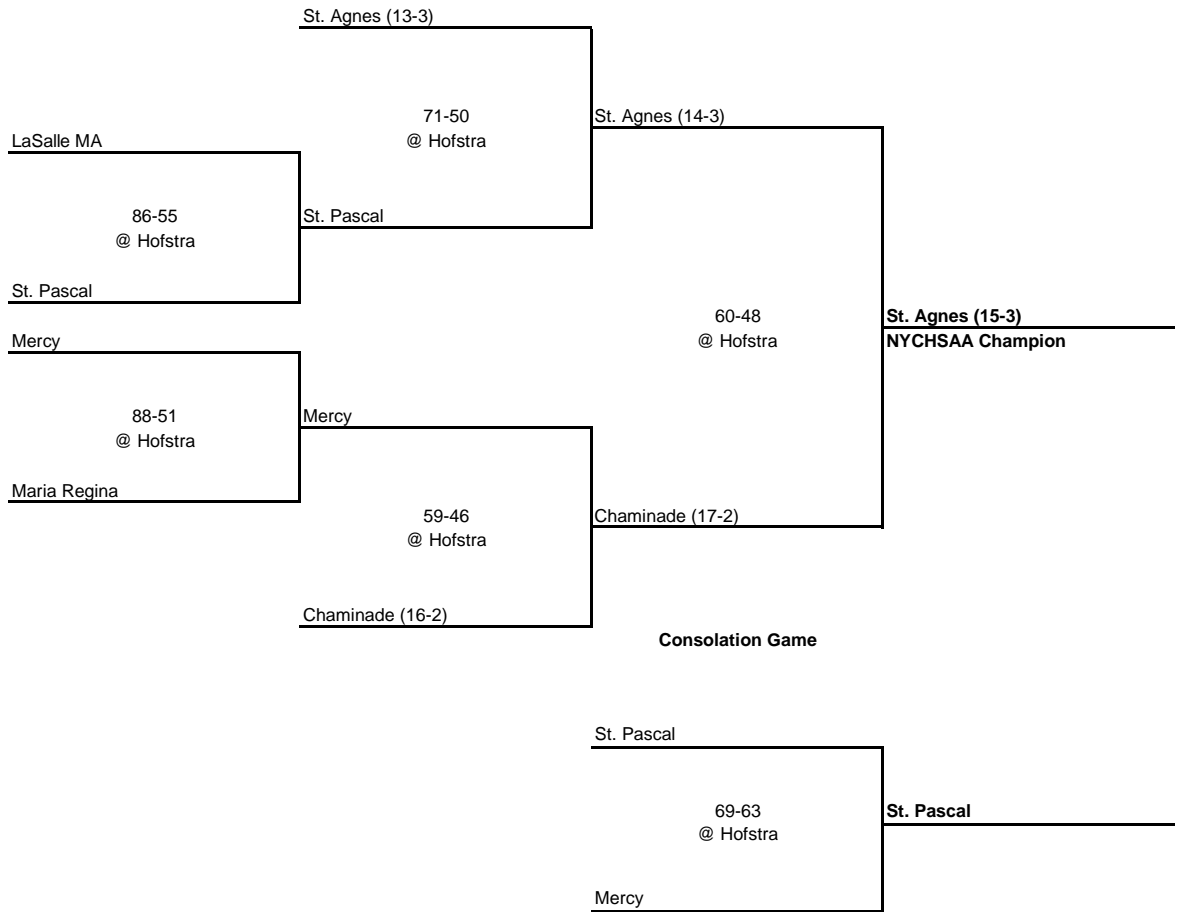 St. Agnes (13-3)
71-50
@ Hofstra
St. Agnes (14-3)
LaSalle MA
86-55
@ Hofstra
St. Pascal
St. Pascal
60-48
@ Hofstra
St. Agnes (15-3)
NYCHSAA Champion
Mercy
88-51
@ Hofstra
Mercy
Maria Regina
59-46
@ Hofstra
Chaminade (17-2)
Chaminade (16-2)
Consolation Game
St. Pascal
69-63
@ Hofstra
St. Pascal
Mercy